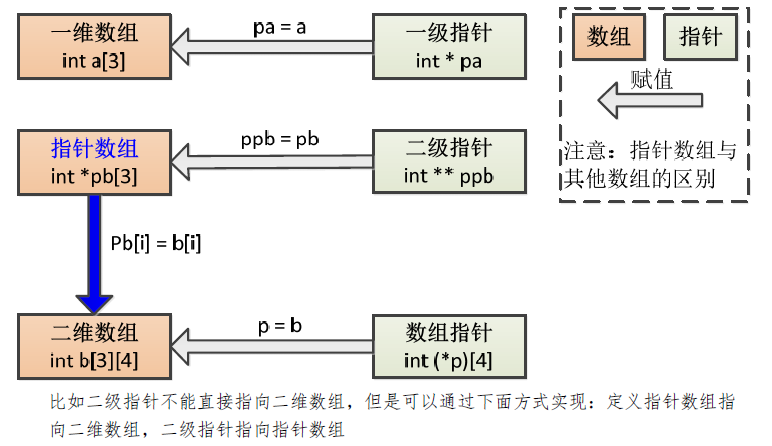 一维数组
int a[3]
pa = a
一级指针
int * pa
数组
指针
赋值
注意：指针数组与
其他数组的区别
指针数组
int *pb[3]
ppb = pb
二级指针
int ** ppb
Pb[i] = b[i]
二维数组
int b[3][4]
p = b
数组指针
int (*p)[4]
比如二级指针不能直接指向二维数组，但是可以通过下面方式实现：定义指针数组指
向二维数组，二级指针指向指针数组